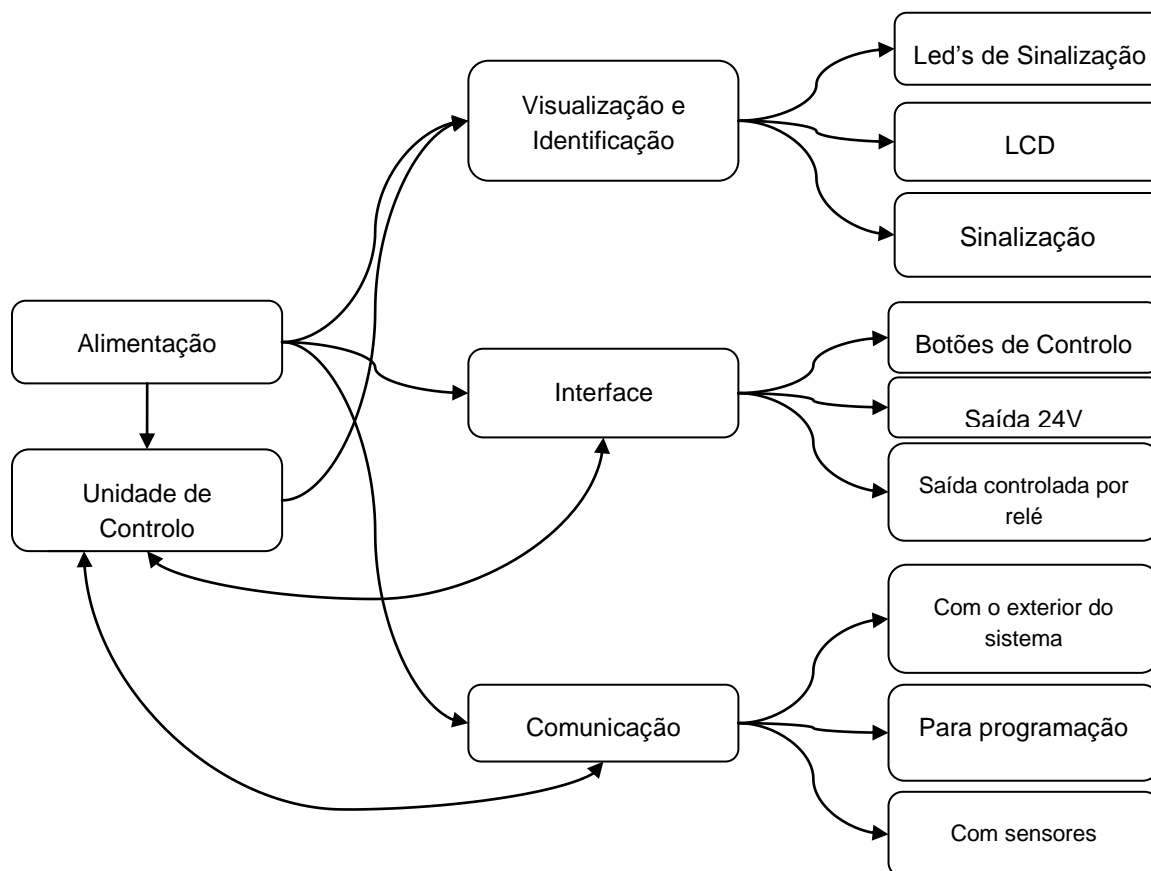 Led's de Sinalização
Visualização e
Identificação
LCD
Sinalização
Alimentação
Botões de Controlo
Interface
Saída 24V
Unidade de
Controlo
Saída controlada por
relé
Com o exterior do
sistema
Comunicação
Para programação
Com sensores